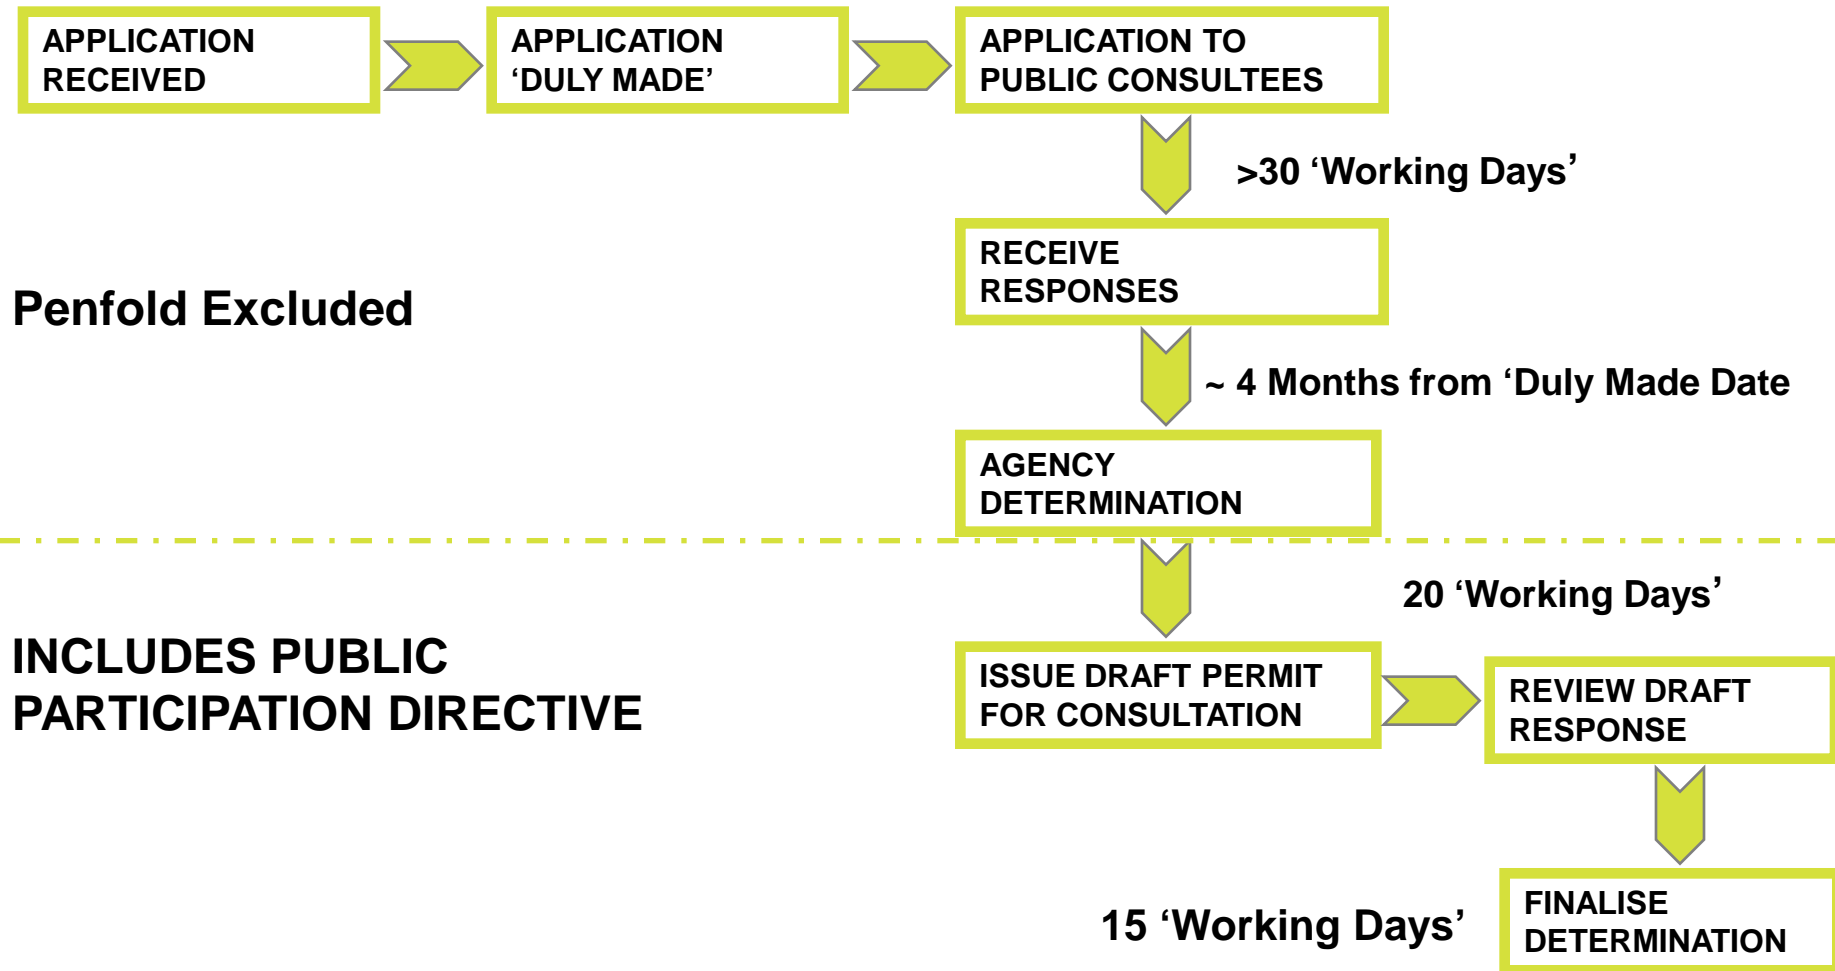 APPLICATION
RECEIVED
APPLICATION
‘DULY MADE’
APPLICATION TO
PUBLIC CONSULTEES
>30 ‘Working Days’
RECEIVE
RESPONSES
Penfold Excluded
~ 4 Months from ‘Duly Made Date
AGENCY
DETERMINATION
20 ‘Working Days’
INCLUDES PUBLIC
PARTICIPATION DIRECTIVE
ISSUE DRAFT PERMIT
FOR CONSULTATION
REVIEW DRAFT
RESPONSE
15 ‘Working Days’
FINALISE
DETERMINATION